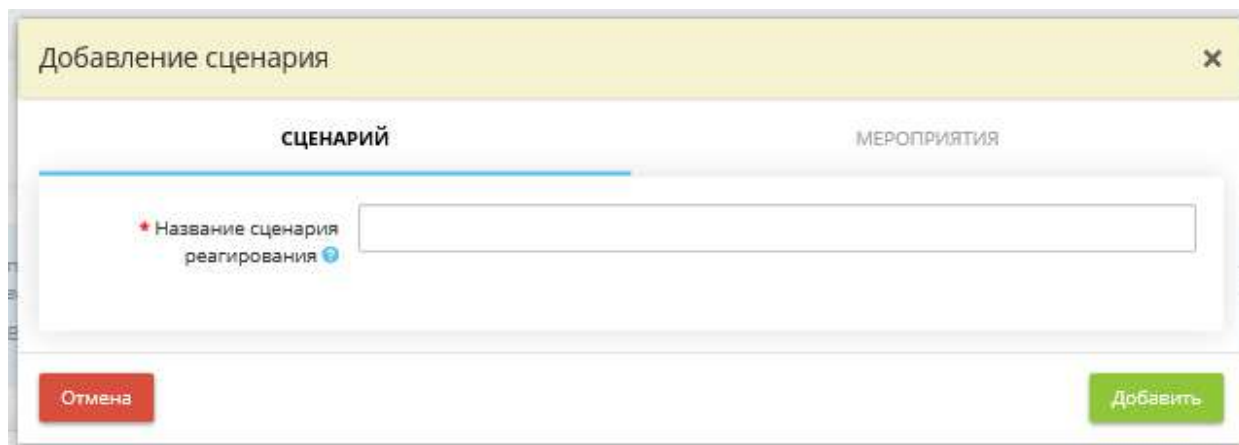 Добавление сценария
СЦЕНАРИЙ
МЕРОПРИЯТИЯ
* Название сценария
реагирования
Отмена
Добавить